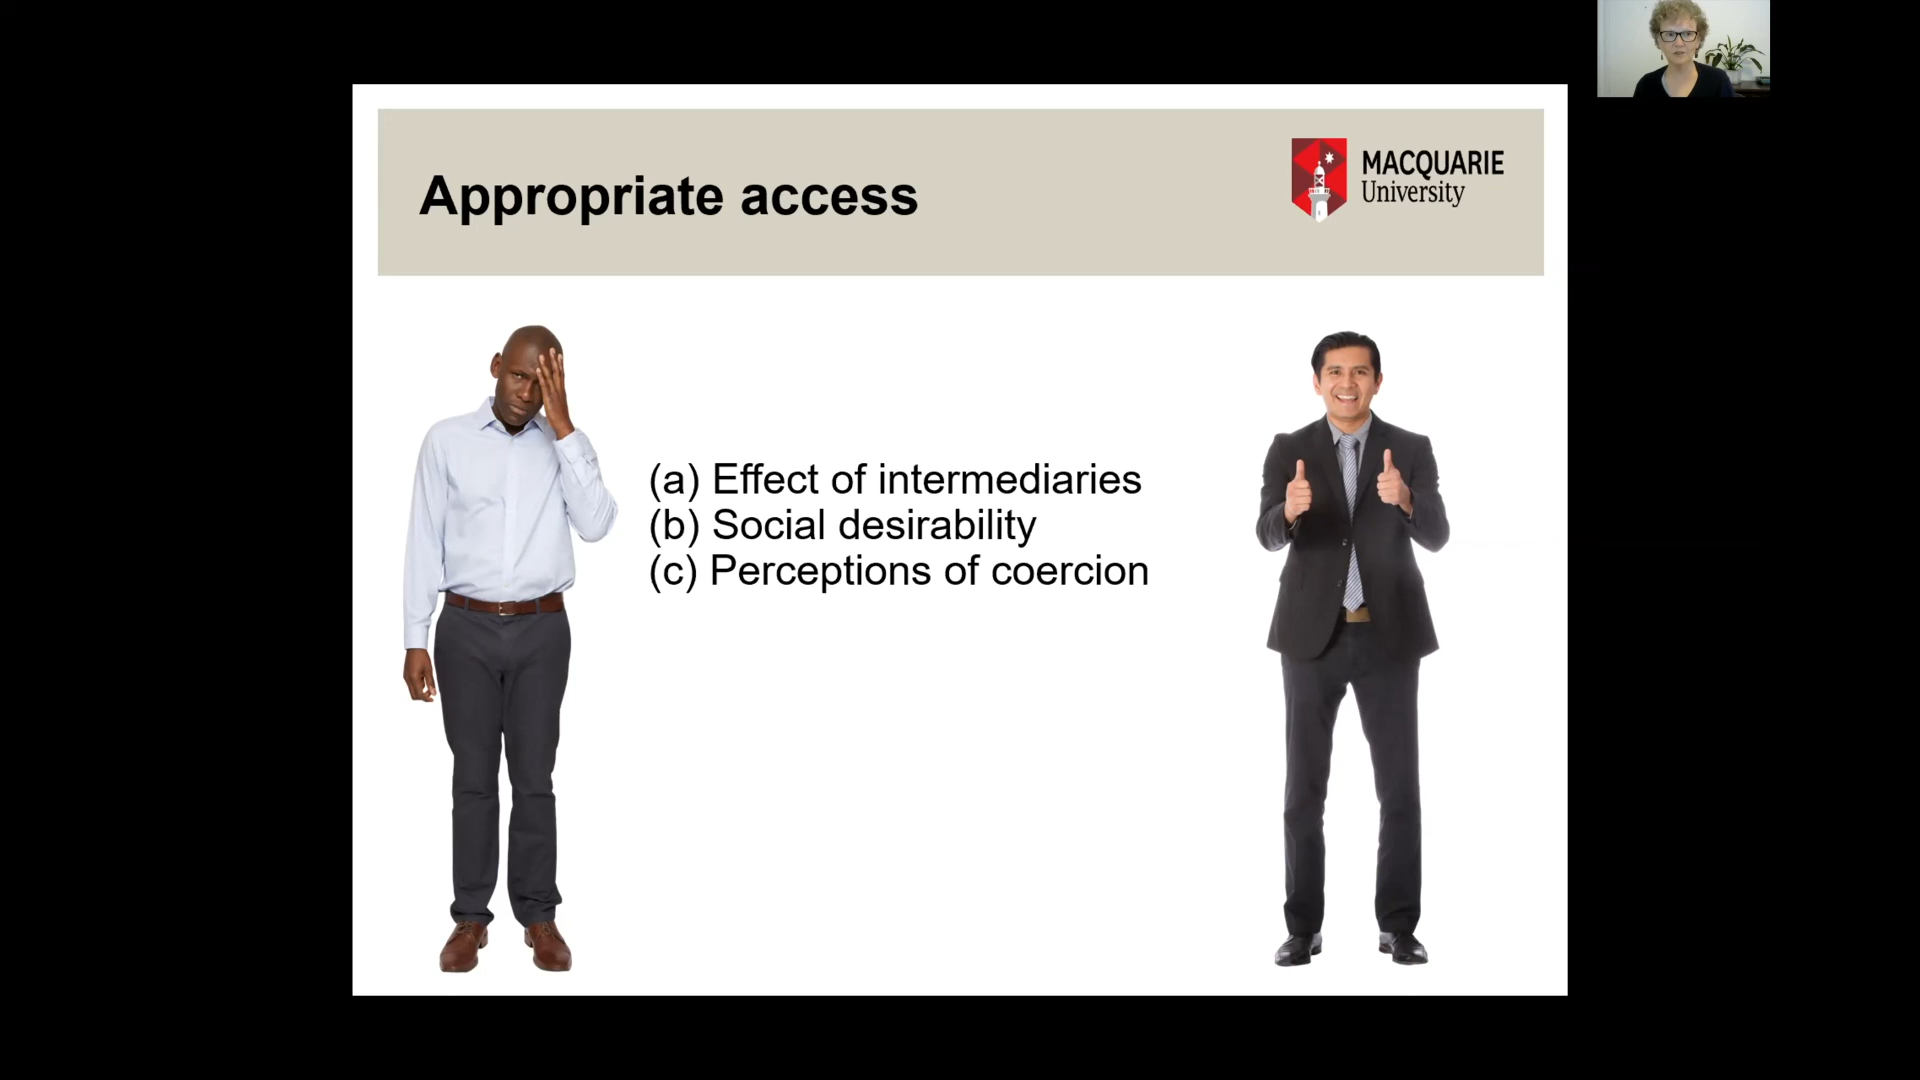 Appropriate access
MACQUARIE
University
(a) Effect of intermediaries
(b) Social desirability
(c) Perceptions of coercion